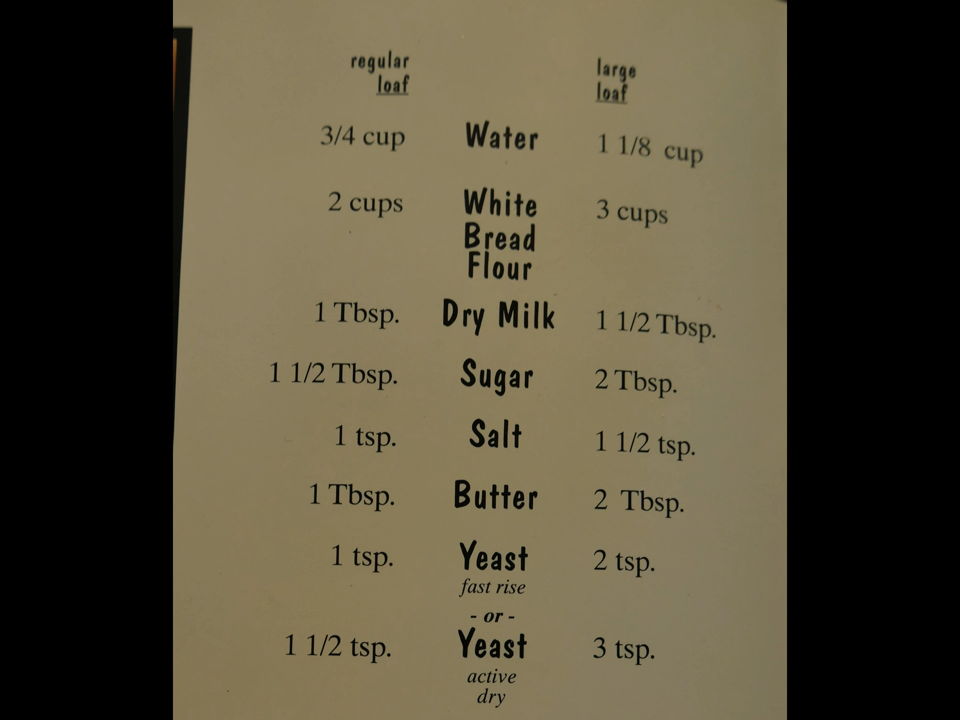 regular large
loaf loaf
3/4 cup Water 1 1/8 cup
2 cups White 3 cups
Bread
Flour
1 Tbsp. Dry Milk 1 1/2 Tbsp.
1 1/2 Tbsp. Sugar 2 Tbsp.
1 tsp. Salt 1 1/2 tsp.
1 Tbsp. Butter 2 Tbsp.
1 tsp. Yeast 2 tsp.
fast rise
- or -
1 1/2 tsp. Yeast 3 tsp.
active
dry